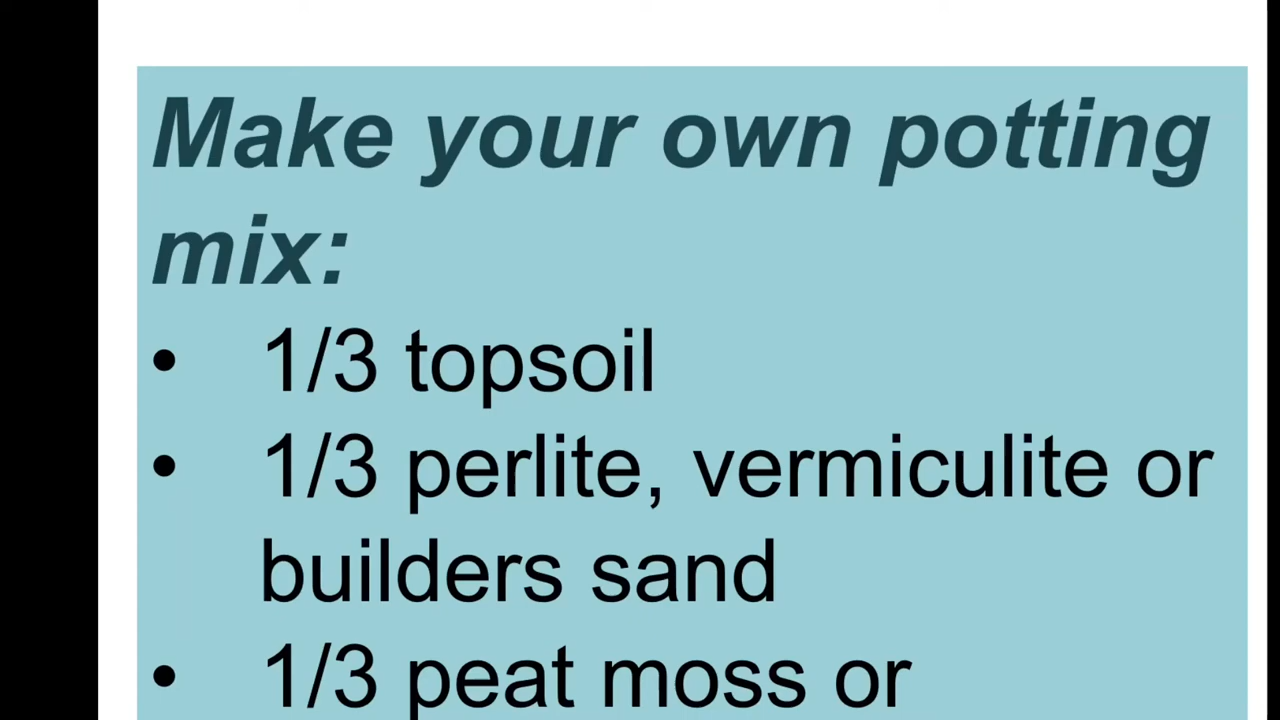 Make your own potting
mix:
• 1/3 topsoil
• 1/3 perlite, vermiculite or
builders sand
• 1/3 peat moss or